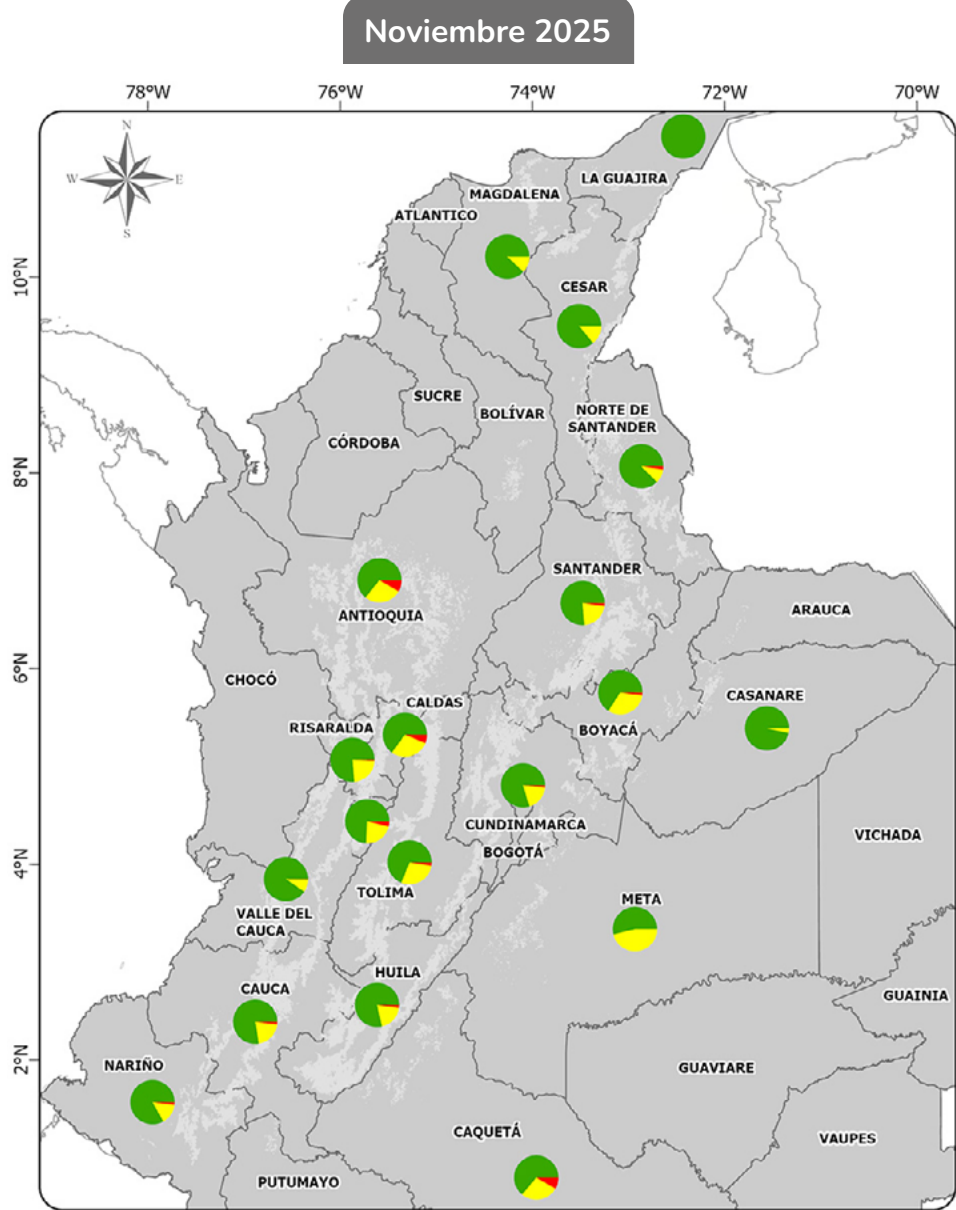 Noviembre 2025
78°W
76°W
74°W
72°W
70°W
N
W
E
S
10°N
8°N
6°N
4°N
2°N
LA GUAJIRA
MAGDALENA
ATLANTICO
CESAR
SUCRE
BOLÍVAR
NORTE DE
SANTANDER
CÓRDOBA
SANTANDER
ANTIOQUIA
ARAUCA
CHOCÓ
CALDAS
CASANARE
RISARALDA
BOYACÁ
CUNDINAMARCA
VICHADA
BOGOTÁ
TOLIMA
META
VALLE DEL
CAUCA
HUILA
CAUCA
GUAINIA
NARIÑO
GUAVIARE
CAQUETÁ
VAUPES
PUTUMAYO